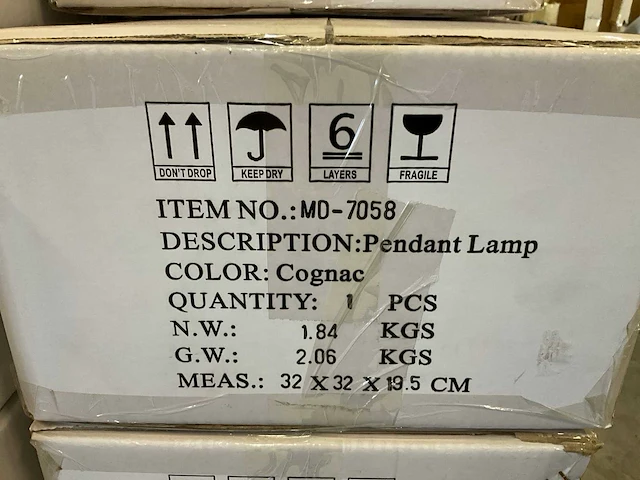 6
DON'T DROP KEEP DRY LAYERS FRAGILE
ITEM NO.: MD-7058
DESCRIPTION:Pendant Lamp
COLOR: Cognac
QUANTITY: 1 PCS
N.W.: 1.84 KGS
G.W.: 2.06 KGS
MEAS.: 32 X 32 X 19.5 CM